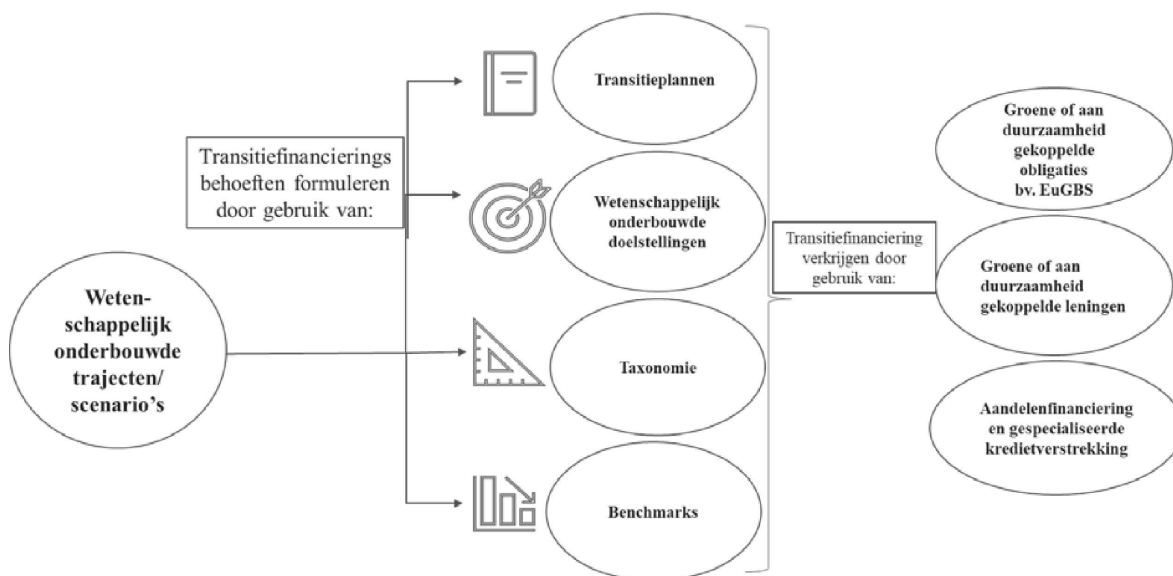 Weten-
schappelijk
onderbouwde
trajecten/
scenario’s
Transitiefinancierings
behoeften formuleren
door gebruik van:
Transitieplannen
Wetenschappelijk
onderbouwde
doelstellingen
Taxonomie
Benchmarks
Transitiefinanciering
verkrijgen door
gebruik van:
Groene of aan
duurzaamheid
gekoppelde
obligaties
bv. EuGBS
Groene of aan
duurzaamheid
gekoppelde leningen
Aandelenfinanciering
en gespecialiseerde
kredietverstrekking